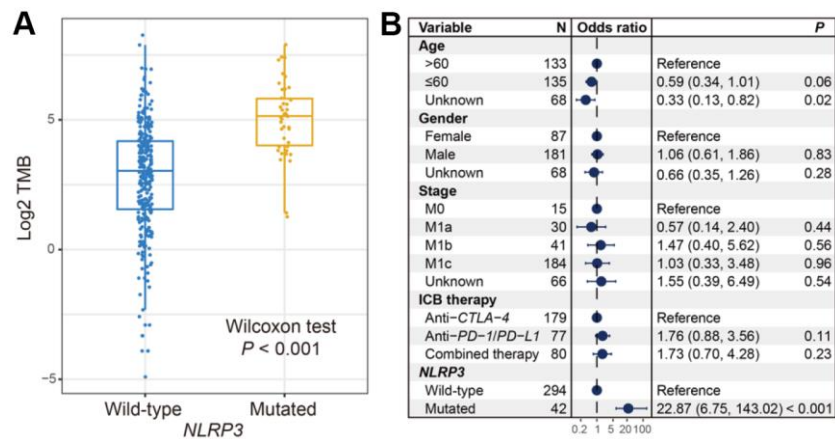 A
Log2 TMB
5
0
−5
Wilcoxon test
P < 0.001
Wild-type Mutated
NLRP3
B
Variable N Odds ratio P
Age
>60 133 Reference
≤60 135 0.59 (0.34, 1.01) 0.06
Unknown 68 0.33 (0.13, 0.82) 0.02
Gender
Female 87 Reference
Male 181 1.06 (0.61, 1.86) 0.83
Unknown 68 0.66 (0.35, 1.26) 0.28
Stage
M0 15 Reference
M1a 30 0.57 (0.14, 2.40) 0.44
M1b 41 1.47 (0.40, 5.62) 0.56
M1c 184 1.03 (0.33, 3.48) 0.96
Unknown 66 1.55 (0.39, 6.49) 0.54
ICB therapy
Anti−CTLA−4 179 Reference
Anti−PD−1/PD−L1 77 1.76 (0.88, 3.56) 0.11
Combined therapy 80 1.73 (0.70, 4.28) 0.23
NLRP3
Wild−type 294 Reference
Mutated 42 22.87 (6.75, 143.02) < 0.001
0.2 1 5 20 100